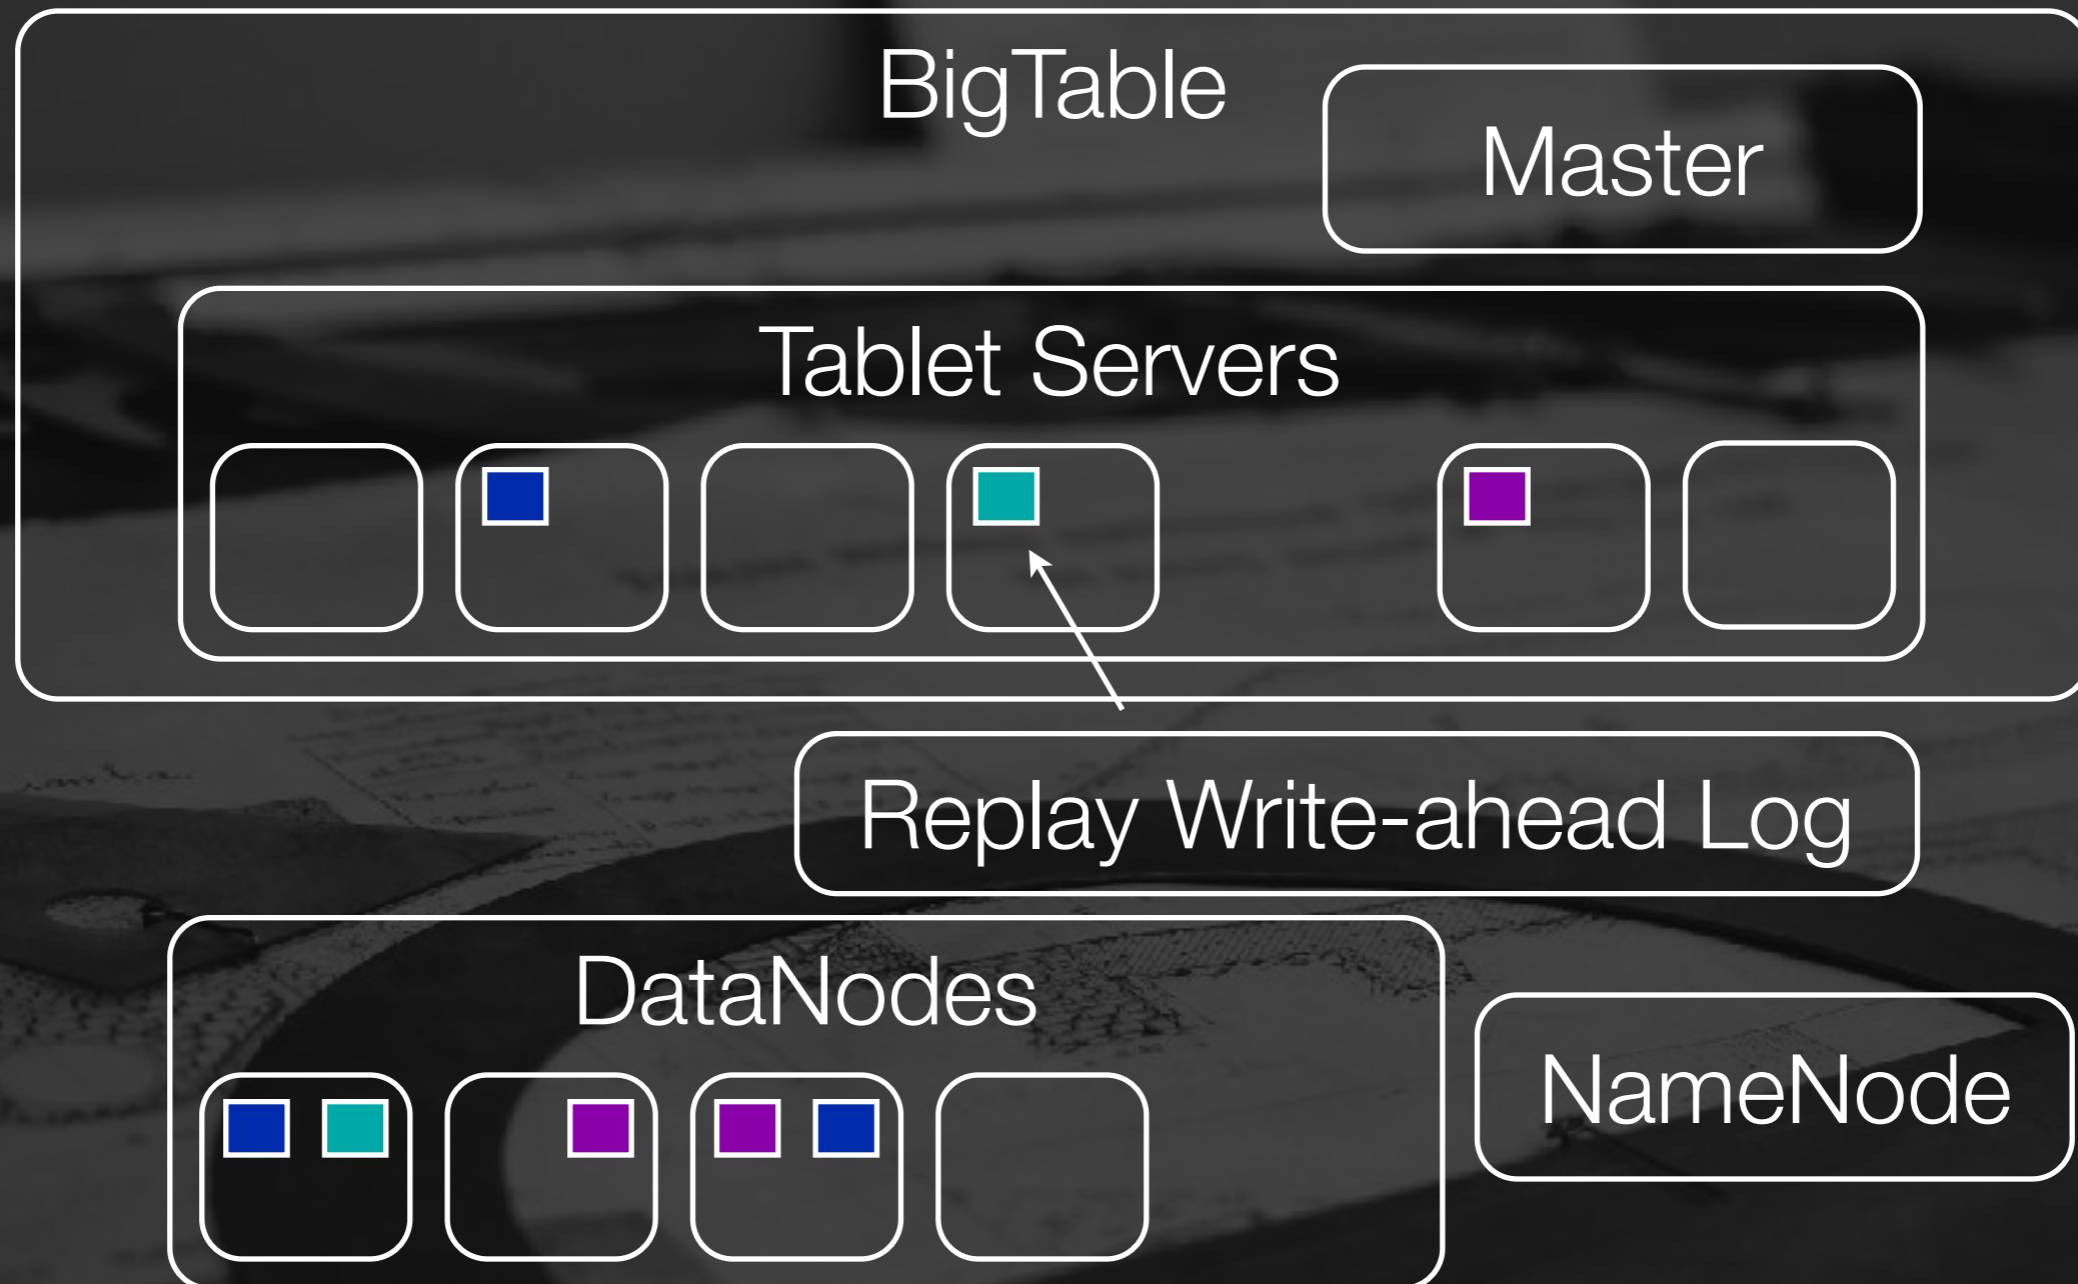 BigTable
Master
Tablet Servers
Replay Write-ahead Log
DataNodes
NameNode